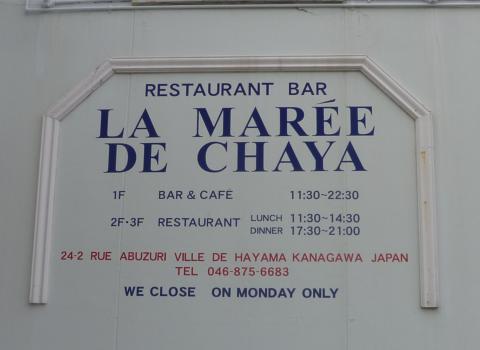 RESTAURANT BAR
LA MARÉE
DE CHAYA
1F BAR & CAFÉ 11:30~22:30
2F·3F RESTAURANT LUNCH 11:30~14:30
DINNER 17:30~21:00
24-2 RUE ABUZURI VILLE DE HAYAMA KANAGAWA JAPAN
TEL 046-875-6683
WE CLOSE ON MONDAY ONLY